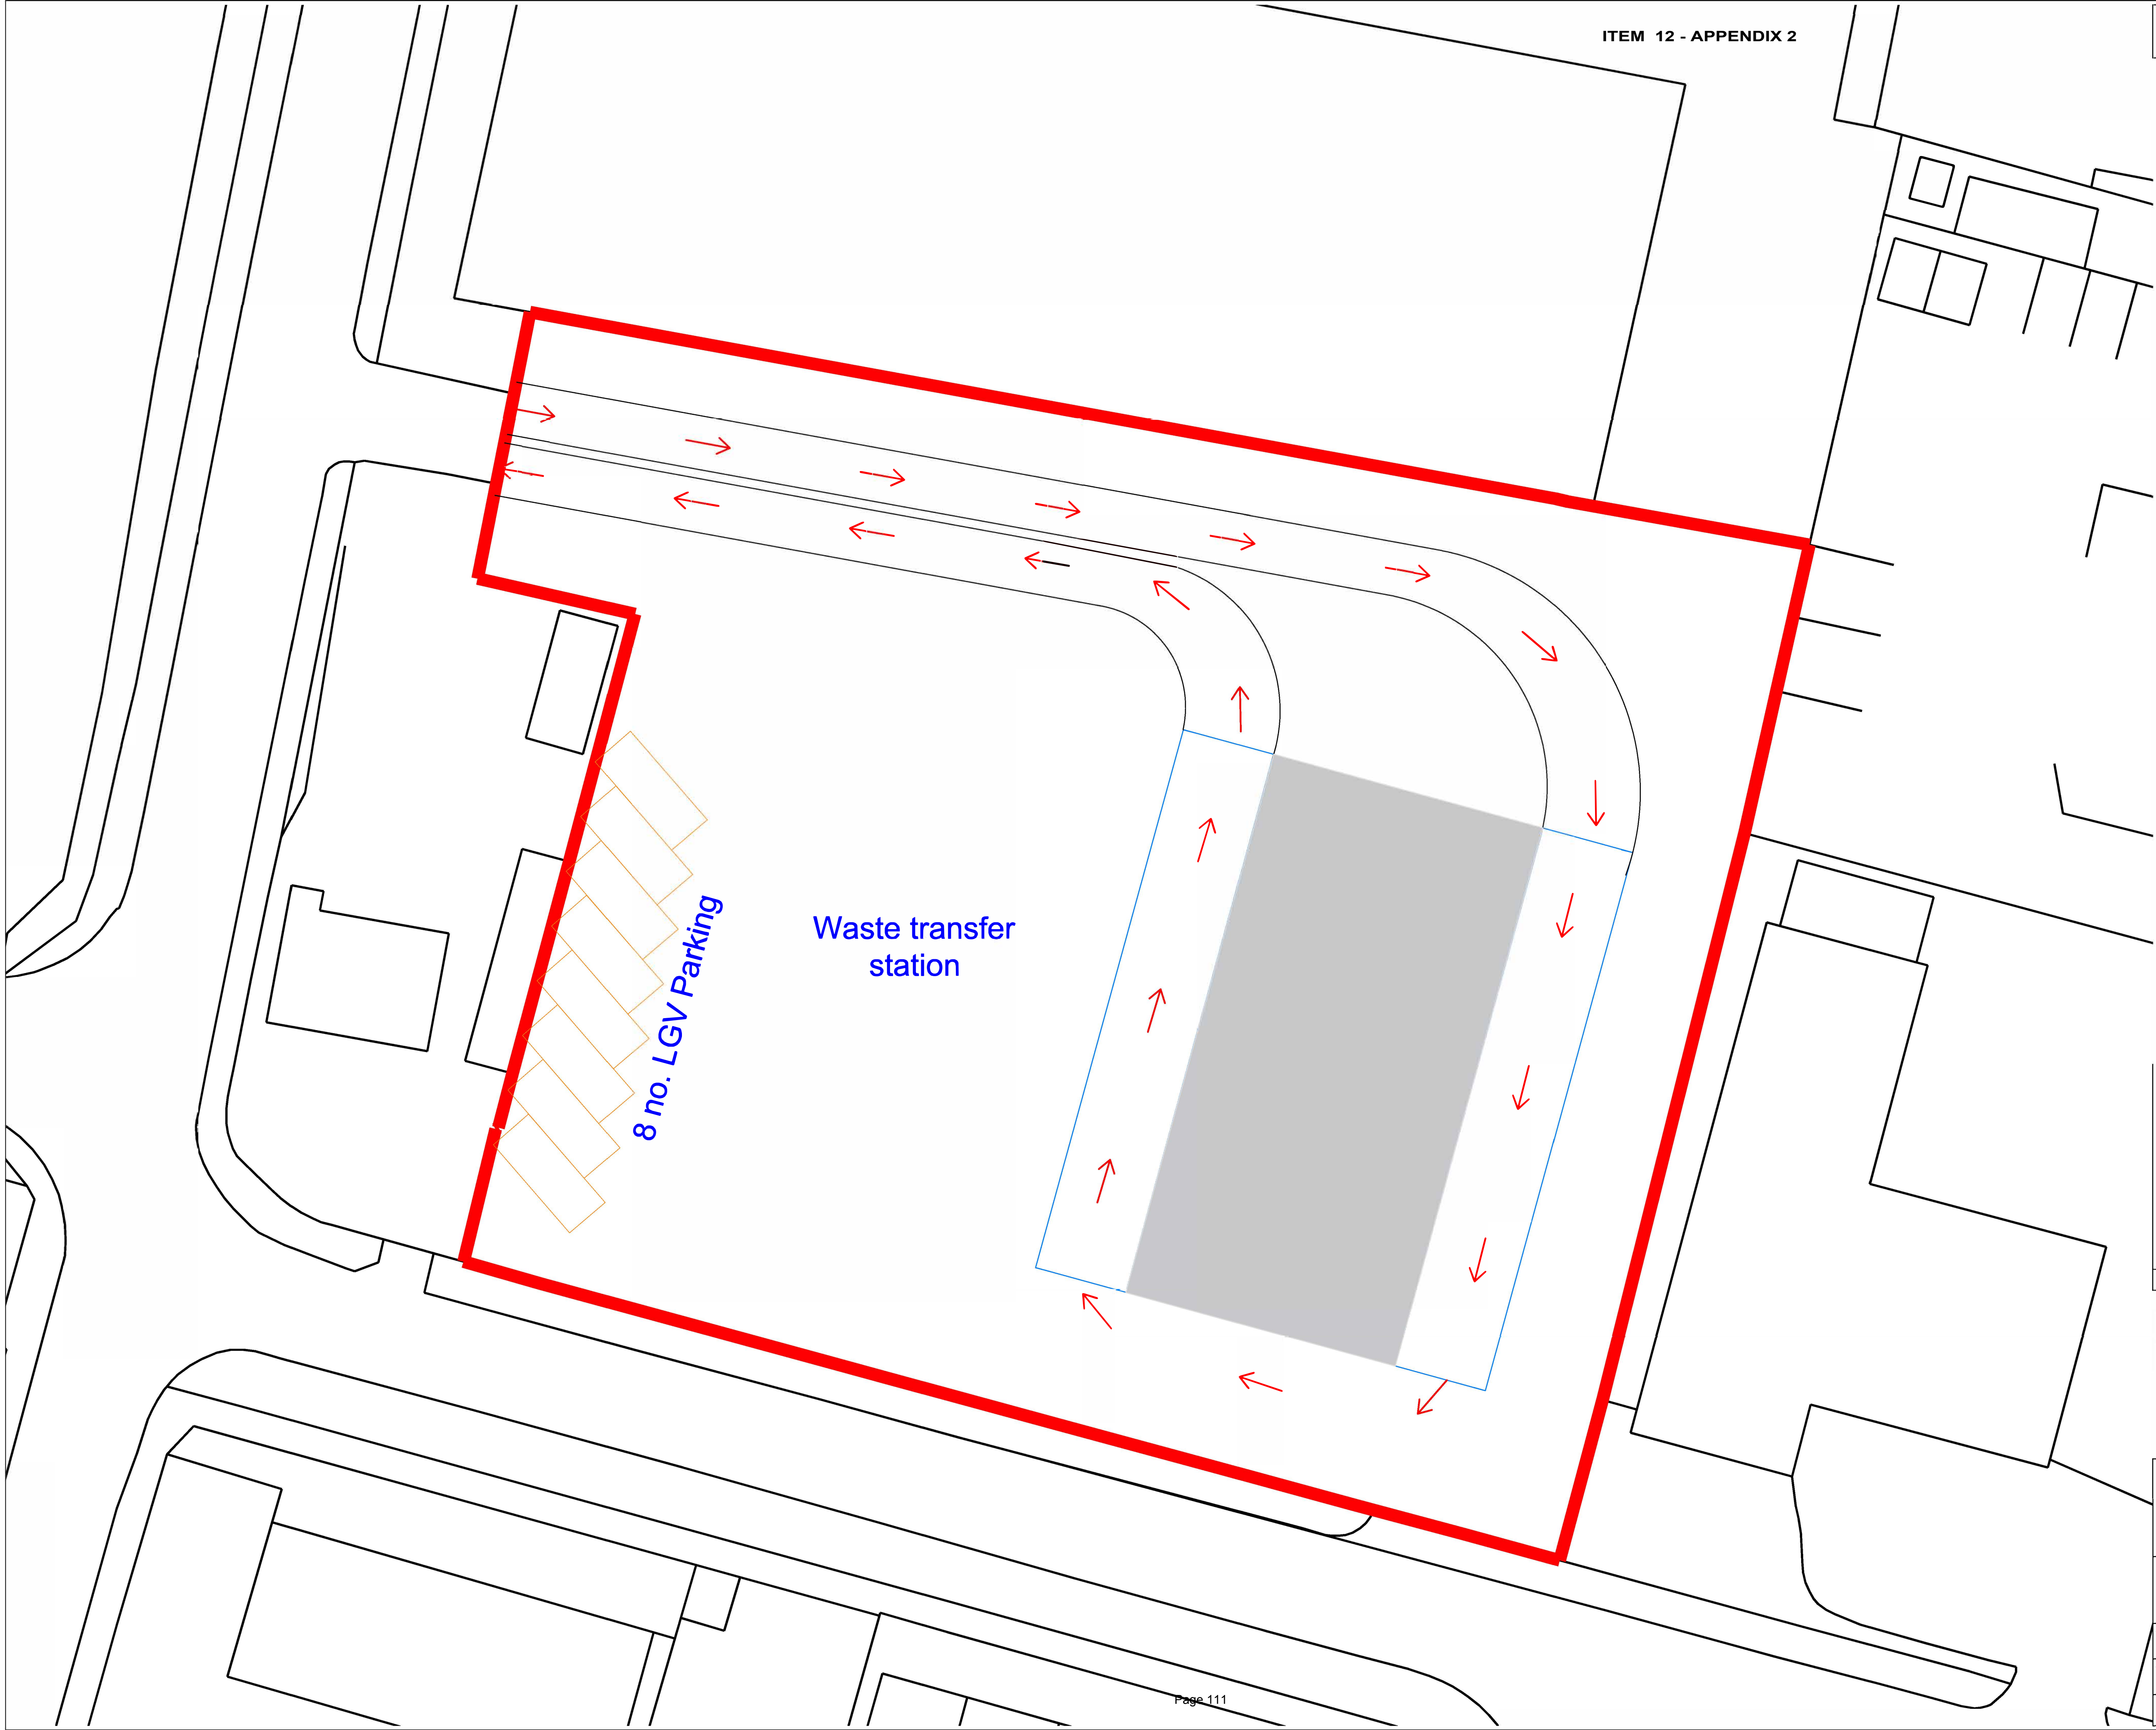 ITEM 12 - APPENDIX 2
Waste transfer
station
8 no. LGV Parking
Page 111